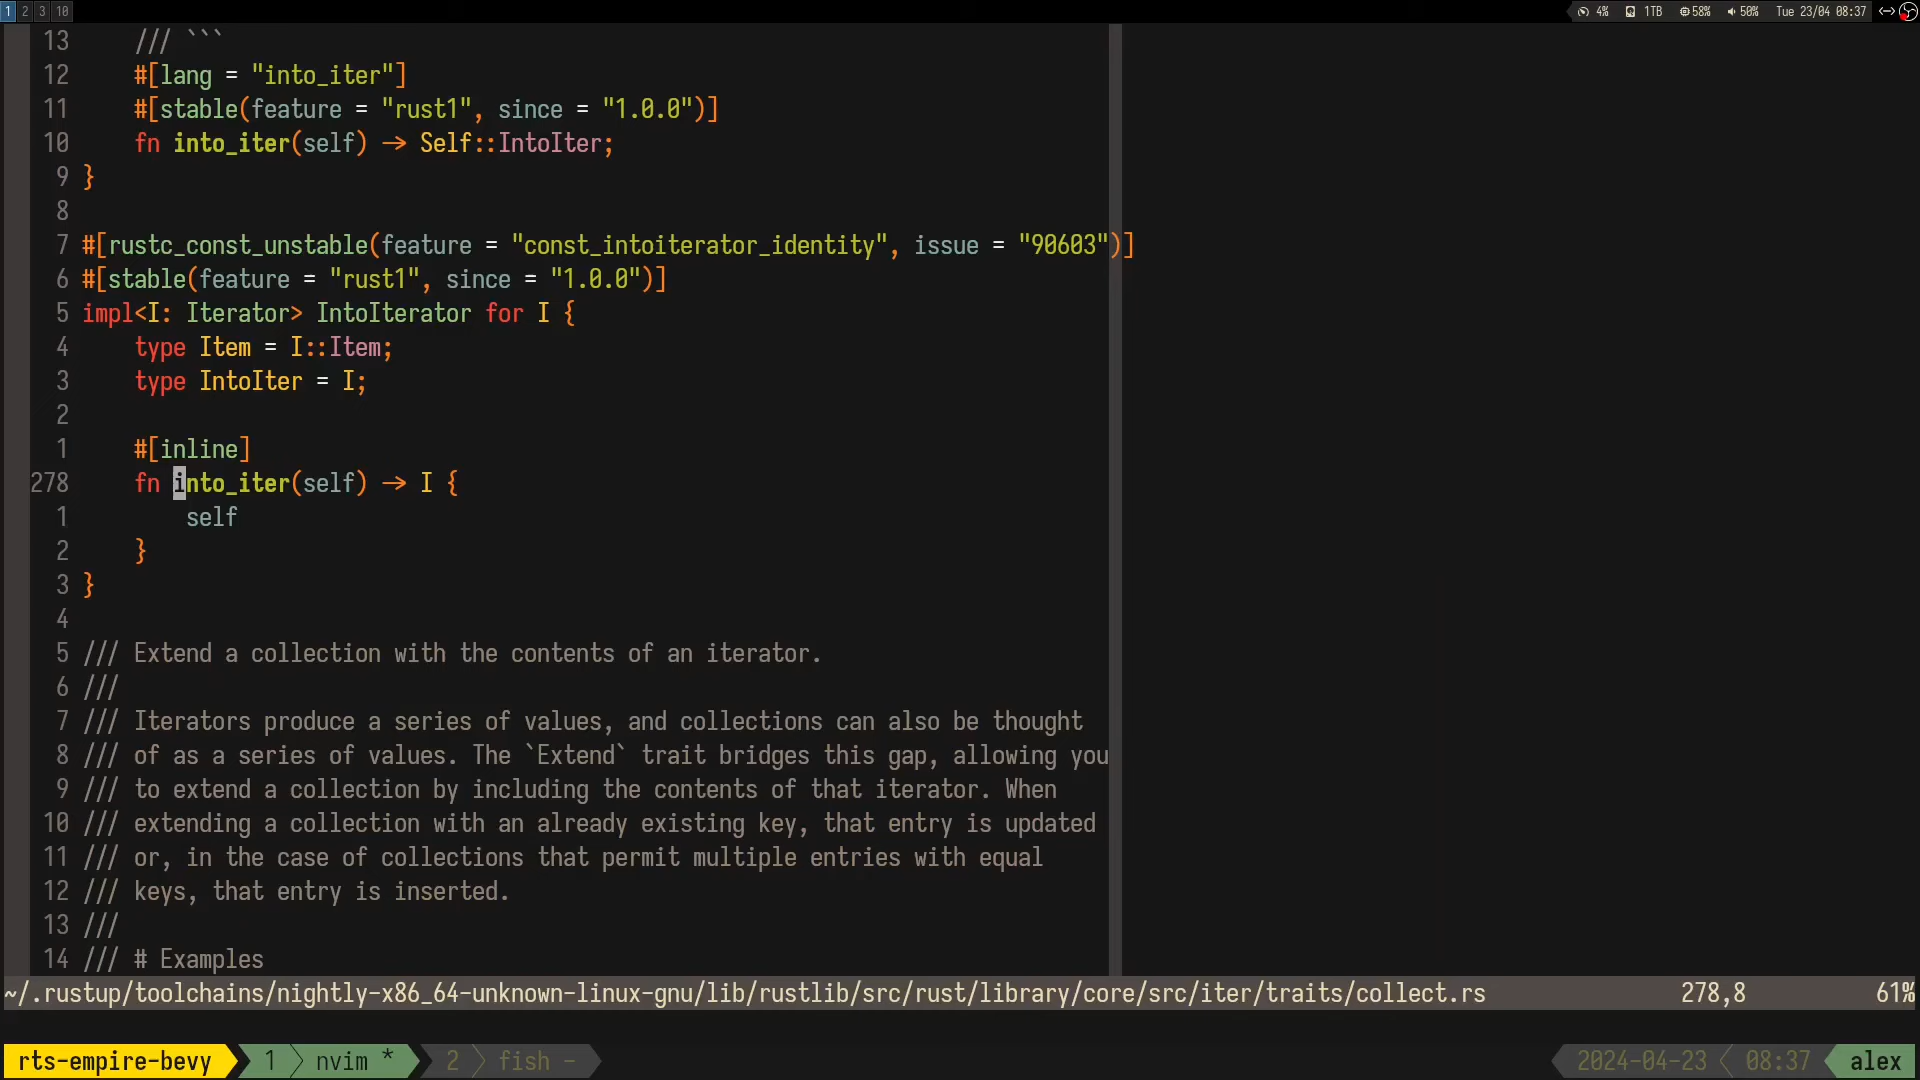 1 2 3 10 4% 1TB 58% 50% Tue 23/04 08:37
13 /// ```
12 #[lang = "into_iter"]
11 #[stable(feature = "rust1", since = "1.0.0")]
10 fn into_iter(self) -> Self::IntoIter;
9 }
8
7 #[rustc_const_unstable(feature = "const_intoiterator_identity", issue = "90603")]
6 #[stable(feature = "rust1", since = "1.0.0")]
5 impl<I: Iterator> IntoIterator for I {
4 type Item = I::Item;
3 type IntoIter = I;
2
1 #[inline]
278 fn into_iter(self) -> I {
1 self
2 }
3 }
4
5 /// Extend a collection with the contents of an iterator.
6 ///
7 /// Iterators produce a series of values, and collections can also be thought
8 /// of as a series of values. The `Extend` trait bridges this gap, allowing you
9 /// to extend a collection by including the contents of that iterator. When
10 /// extending a collection with an already existing key, that entry is updated
11 /// or, in the case of collections that permit multiple entries with equal
12 /// keys, that entry is inserted.
13 ///
14 /// # Examples
~/.rustup/toolchains/nightly-x86_64-unknown-linux-gnu/lib/rustlib/src/rust/library/core/src/iter/traits/collect.rs 278,8 61%
rts-empire-bevy 1 nvim * 2 fish - 2024-04-23 08:37 alex